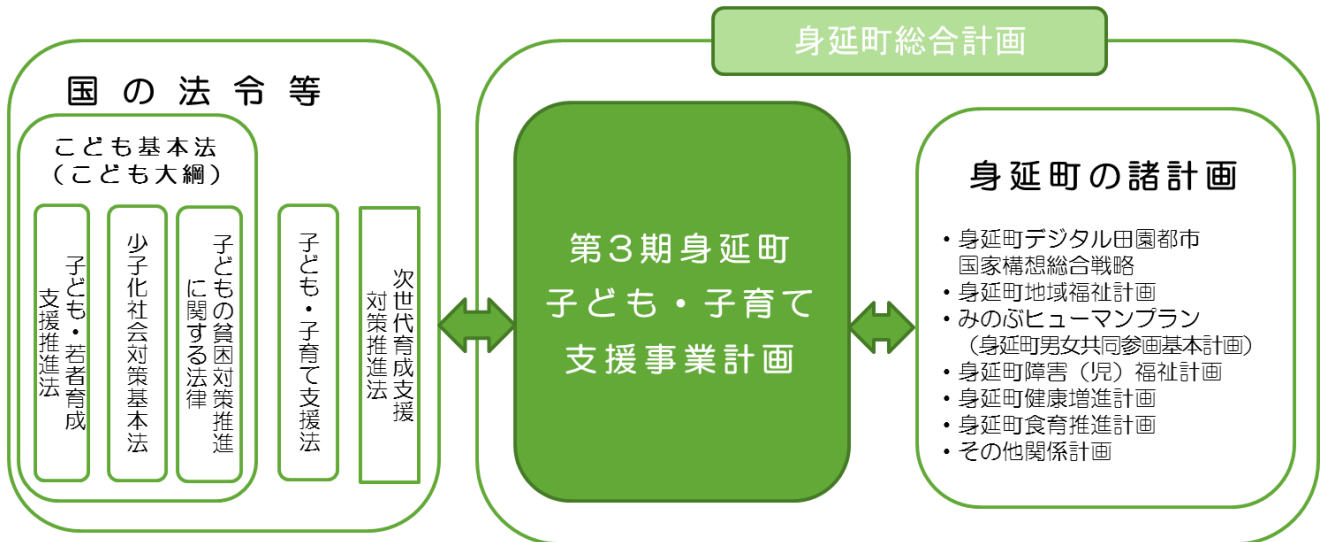 身延町総合計画
国の法令等
こども基本法
（こども大綱）
子ども・若者育成
支援推進法
少子化社会対策基本法
子どもの貧困対策推進
に関する法律
子ども・子育て支援法
次世代育成支援
対策推進法
第3期身延町
子ども・子育て
支援事業計画
身延町の諸計画
・身延町デジタル田園都市
国家構想総合戦略
・身延町地域福祉計画
・みのぶヒューマンプラン
（身延町男女共同参画基本計画）
・身延町障害（児）福祉計画
・身延町健康増進計画
・身延町食育推進計画
・その他関係計画